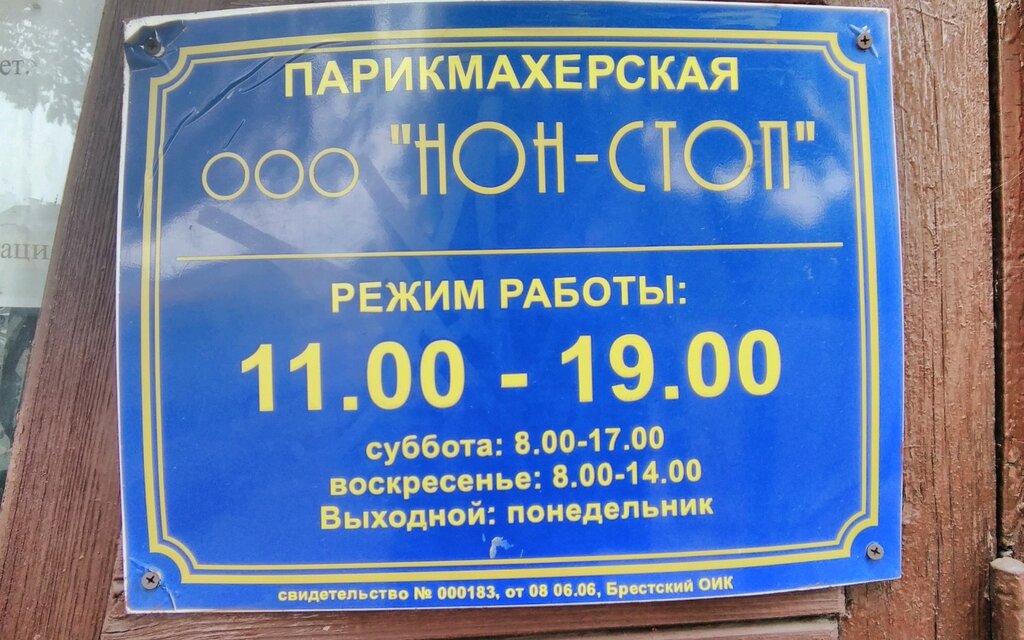 ПАРИКМАХЕРСКАЯ
ООО "НОН-СТОП"
РЕЖИМ РАБОТЫ:
11.00 - 19.00
суббота: 8.00-17.00
воскресенье: 8.00-14.00
Выходной: понедельник
свидетельство № 000183, от 08 06.06, Брестский ОИК